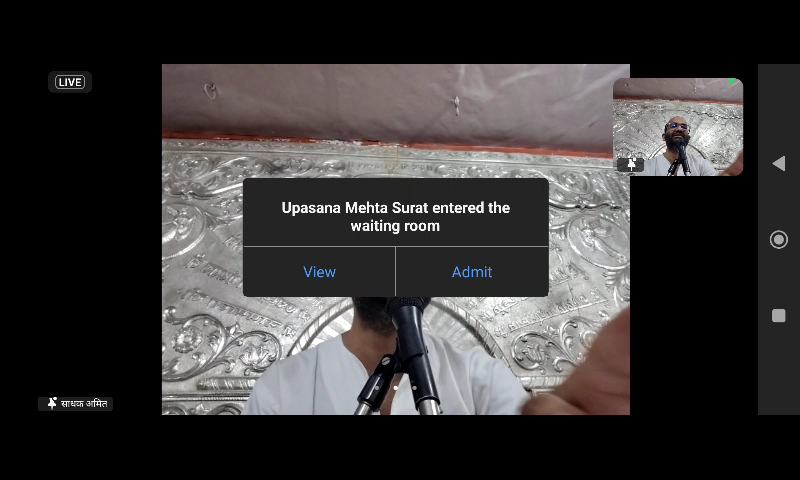 LIVE
Upasana Mehta Surat entered the
waiting room
View
Admit
साधक अमित